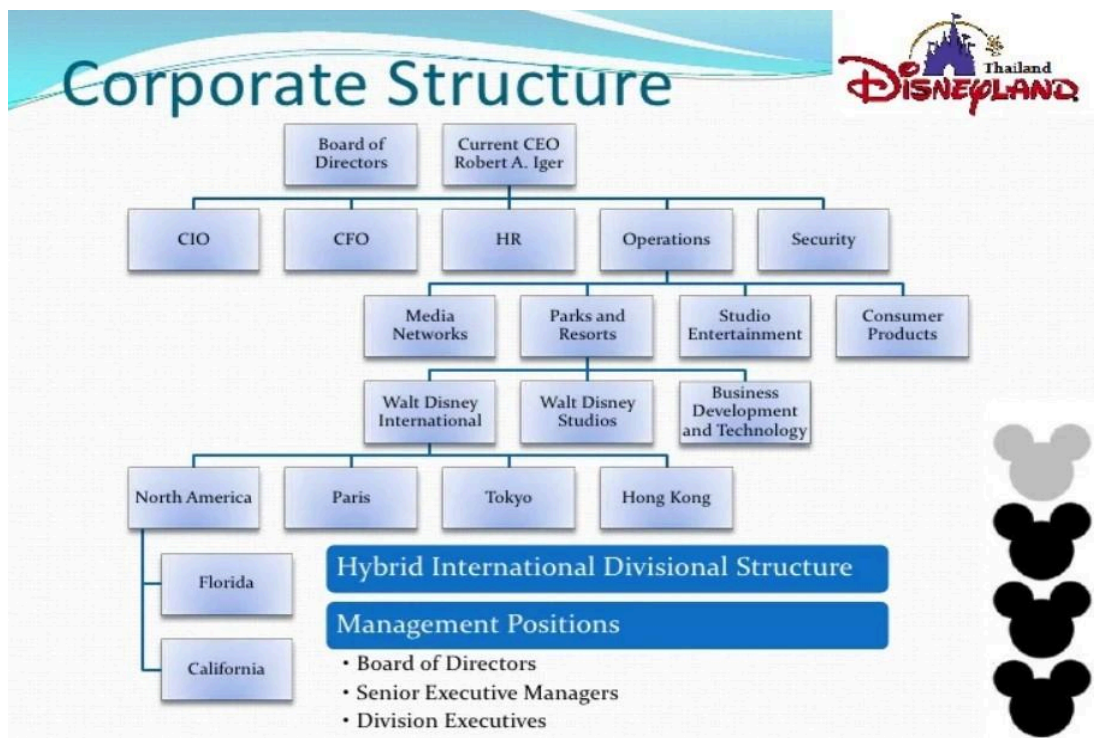 Corporate Structure
Thailand
DISNEYLAND
Board of
Directors
Current CEO
Robert A. Iger
CIO
CFO
HR
Operations
Security
Media
Networks
Parks and
Resorts
Studio
Entertainment
Consumer
Products
Walt Disney
International
Walt Disney
Studios
Business
Development
and Technology
North America
Paris
Tokyo
Hong Kong
Florida
California
Hybrid International Divisional Structure
Management Positions
• Board of Directors
• Senior Executive Managers
• Division Executives